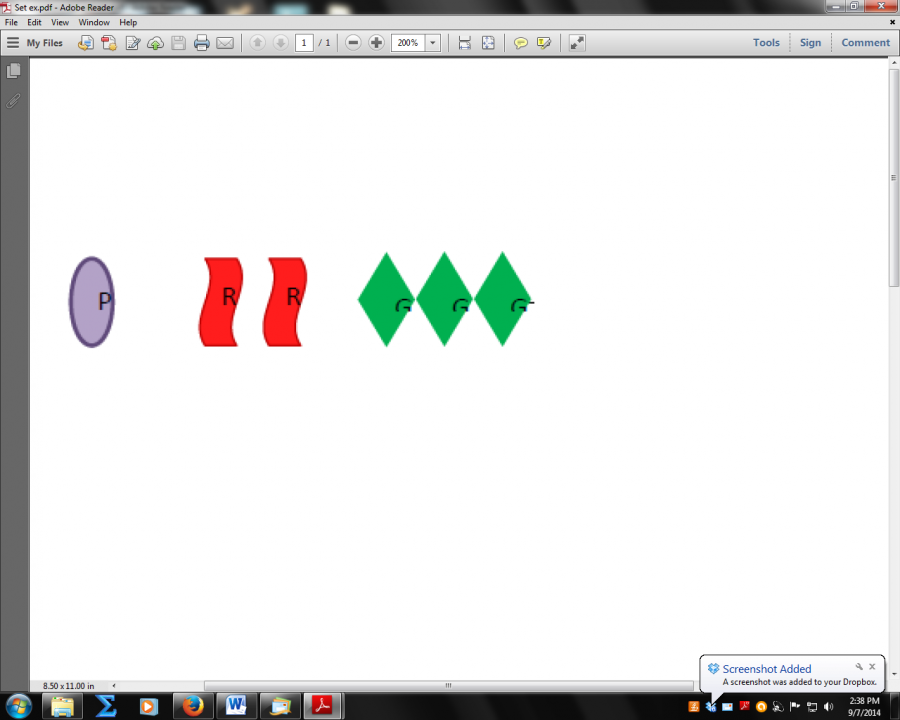 Set ex.pdf - Adobe Reader
File Edit View Window Help
My Files 1 / 1 200% Tools Sign Comment
P R R G G G
8.50 x 11.00 in
Screenshot Added
A screenshot was added to your Dropbox.
2:38 PM
9/7/2014